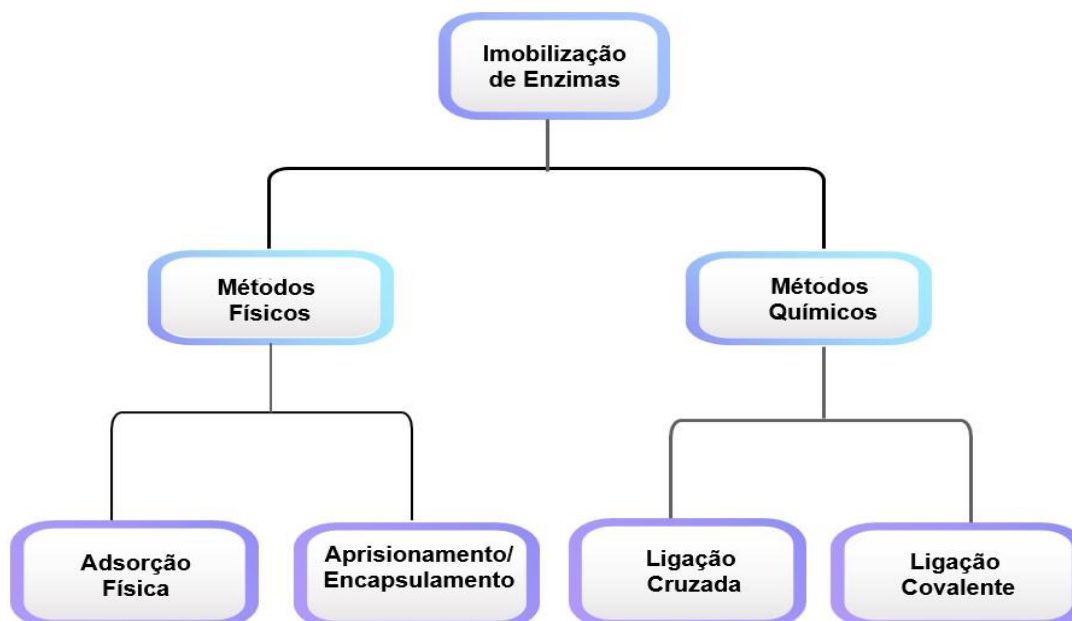 Imobilização
de Enzimas
Métodos
Físicos
Métodos
Químicos
Adsorção
Física
Aprisionamento/
Encapsulamento
Ligação
Cruzada
Ligação
Covalente